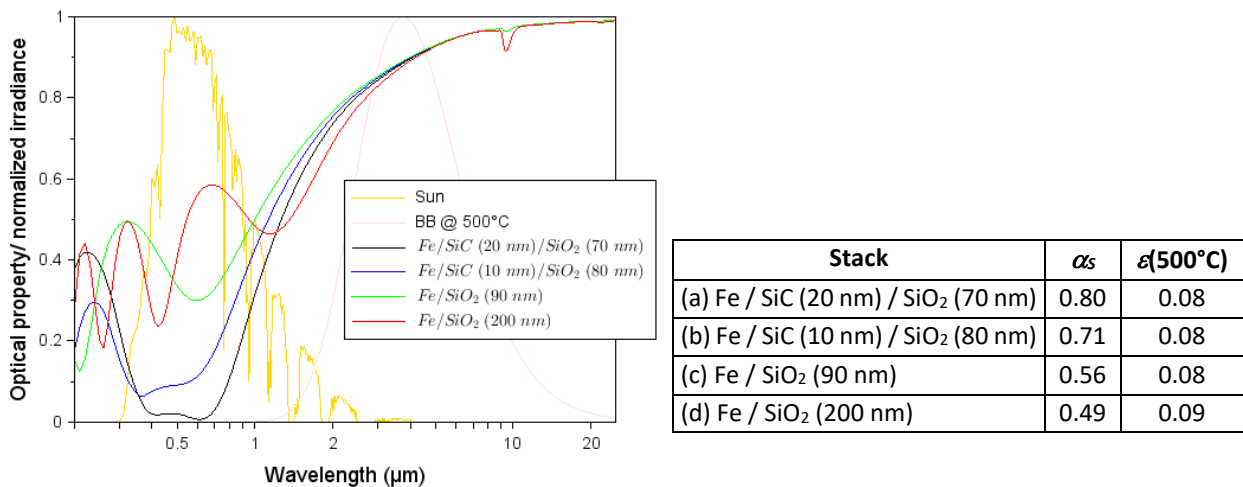 Optical property/ normalized irradiance
1
0.8
0.6
0.4
0.2
0
0.5
1
2
10
20
Wavelength (µm)
Sun
BB @ 500°C
Fe/SiC (20 nm)/SiO₂ (70 nm)
Fe/SiC (10 nm)/SiO₂ (80 nm)
Fe/SiO₂ (90 nm)
Fe/SiO₂ (200 nm)
Stack αs ε(500°C)
(a) Fe / SiC (20 nm) / SiO₂ (70 nm) 0.80 0.08
(b) Fe / SiC (10 nm) / SiO₂ (80 nm) 0.71 0.08
(c) Fe / SiO₂ (90 nm) 0.56 0.08
(d) Fe / SiO₂ (200 nm) 0.49 0.09